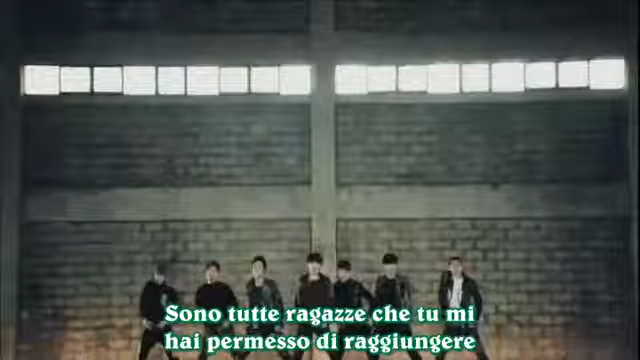 Sono tutte ragazze che tu mi
hai permesso di raggiungere